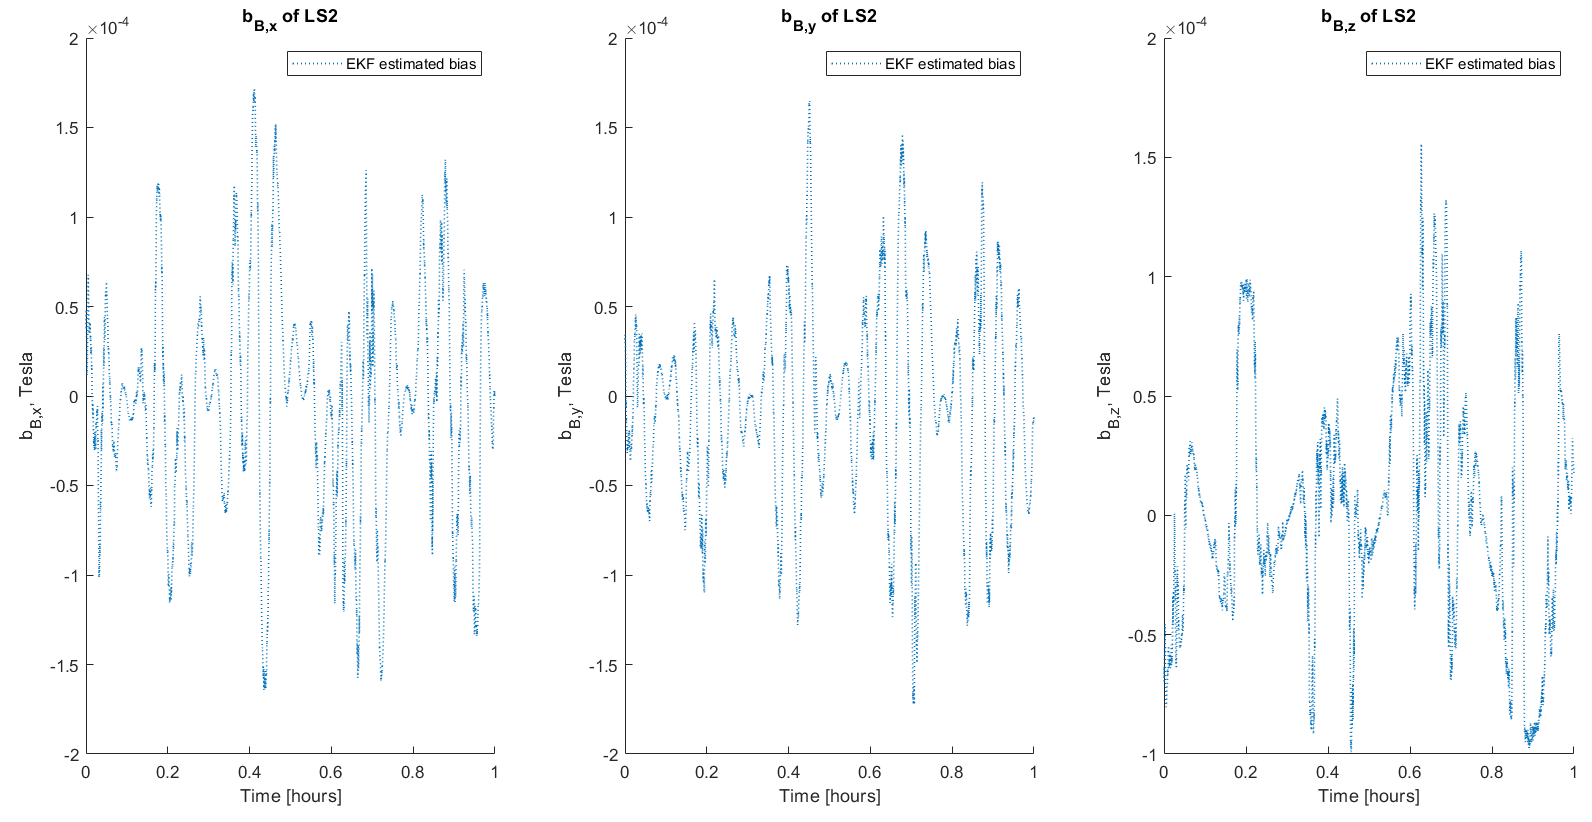 b_B,x of LS2
×10^-4
EKF estimated bias
2
1.5
1
0.5
0
-0.5
-1
-1.5
-2
b_B,x, Tesla
0 0.2 0.4 0.6 0.8 1
Time [hours]
b_B,y of LS2
×10^-4
EKF estimated bias
2
1.5
1
0.5
0
-0.5
-1
-1.5
-2
b_B,y, Tesla
0 0.2 0.4 0.6 0.8 1
Time [hours]
b_B,z of LS2
×10^-4
EKF estimated bias
2
1.5
1
0.5
0
-0.5
-1
b_B,z, Tesla
0 0.2 0.4 0.6 0.8 1
Time [hours]